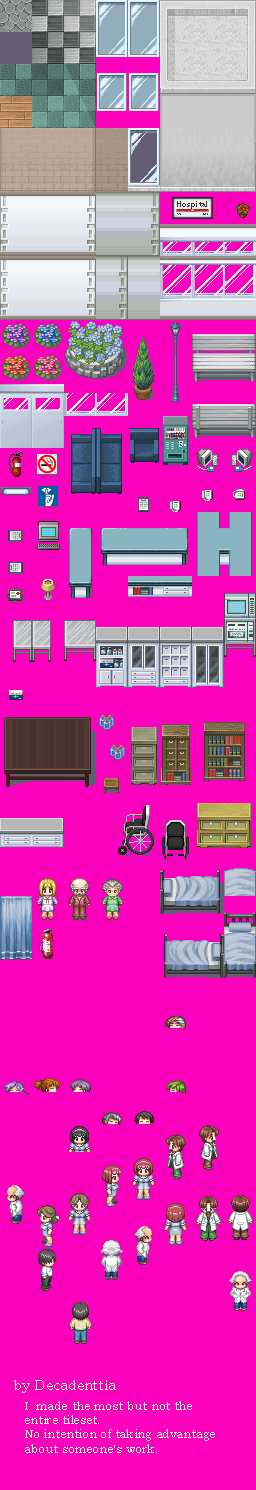 Hospital
by Decadenttia
I made the most but not the
entire tileset.
No intention of taking advantage
about someone's work.